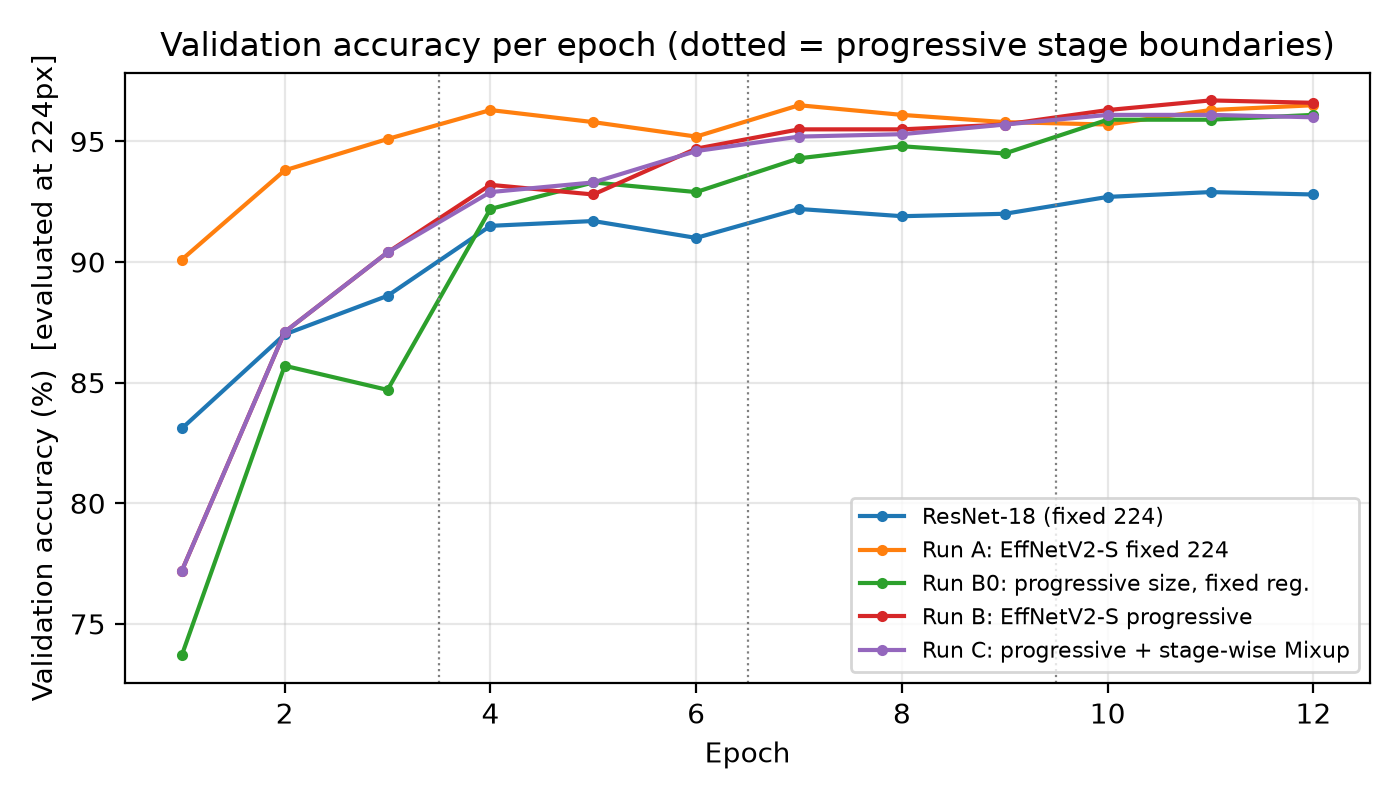 Validation accuracy per epoch (dotted = progressive stage boundaries)
Validation accuracy (%)  [evaluated at 224px]
95
90
85
80
75
ResNet-18 (fixed 224)
Run A: EffNetV2-S fixed 224
Run B0: progressive size, fixed reg.
Run B: EffNetV2-S progressive
Run C: progressive + stage-wise Mixup
2 4 6 8 10 12
Epoch